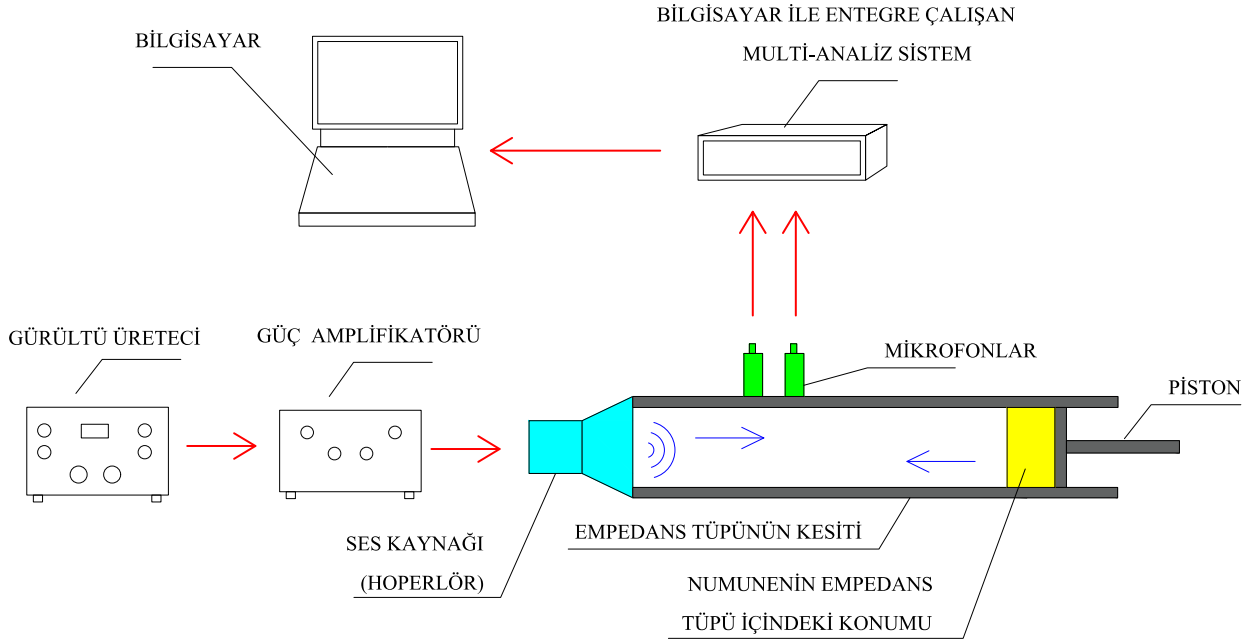 BİLGİSAYAR İLE ENTEGRE ÇALIŞAN
MULTİ-ANALİZ SİSTEM
BİLGİSAYAR
GÜRÜLTÜ ÜRETECİ
GÜÇ AMPLİFİKATÖRÜ
MİKROFONLAR
PİSTON
SES KAYNAĞI
(HOPERLÖR)
EMPEDANS TÜPÜNÜN KESİTİ
NUMUNENİN EMPEDANS
TÜPÜ İÇİNDEKİ KONUMU